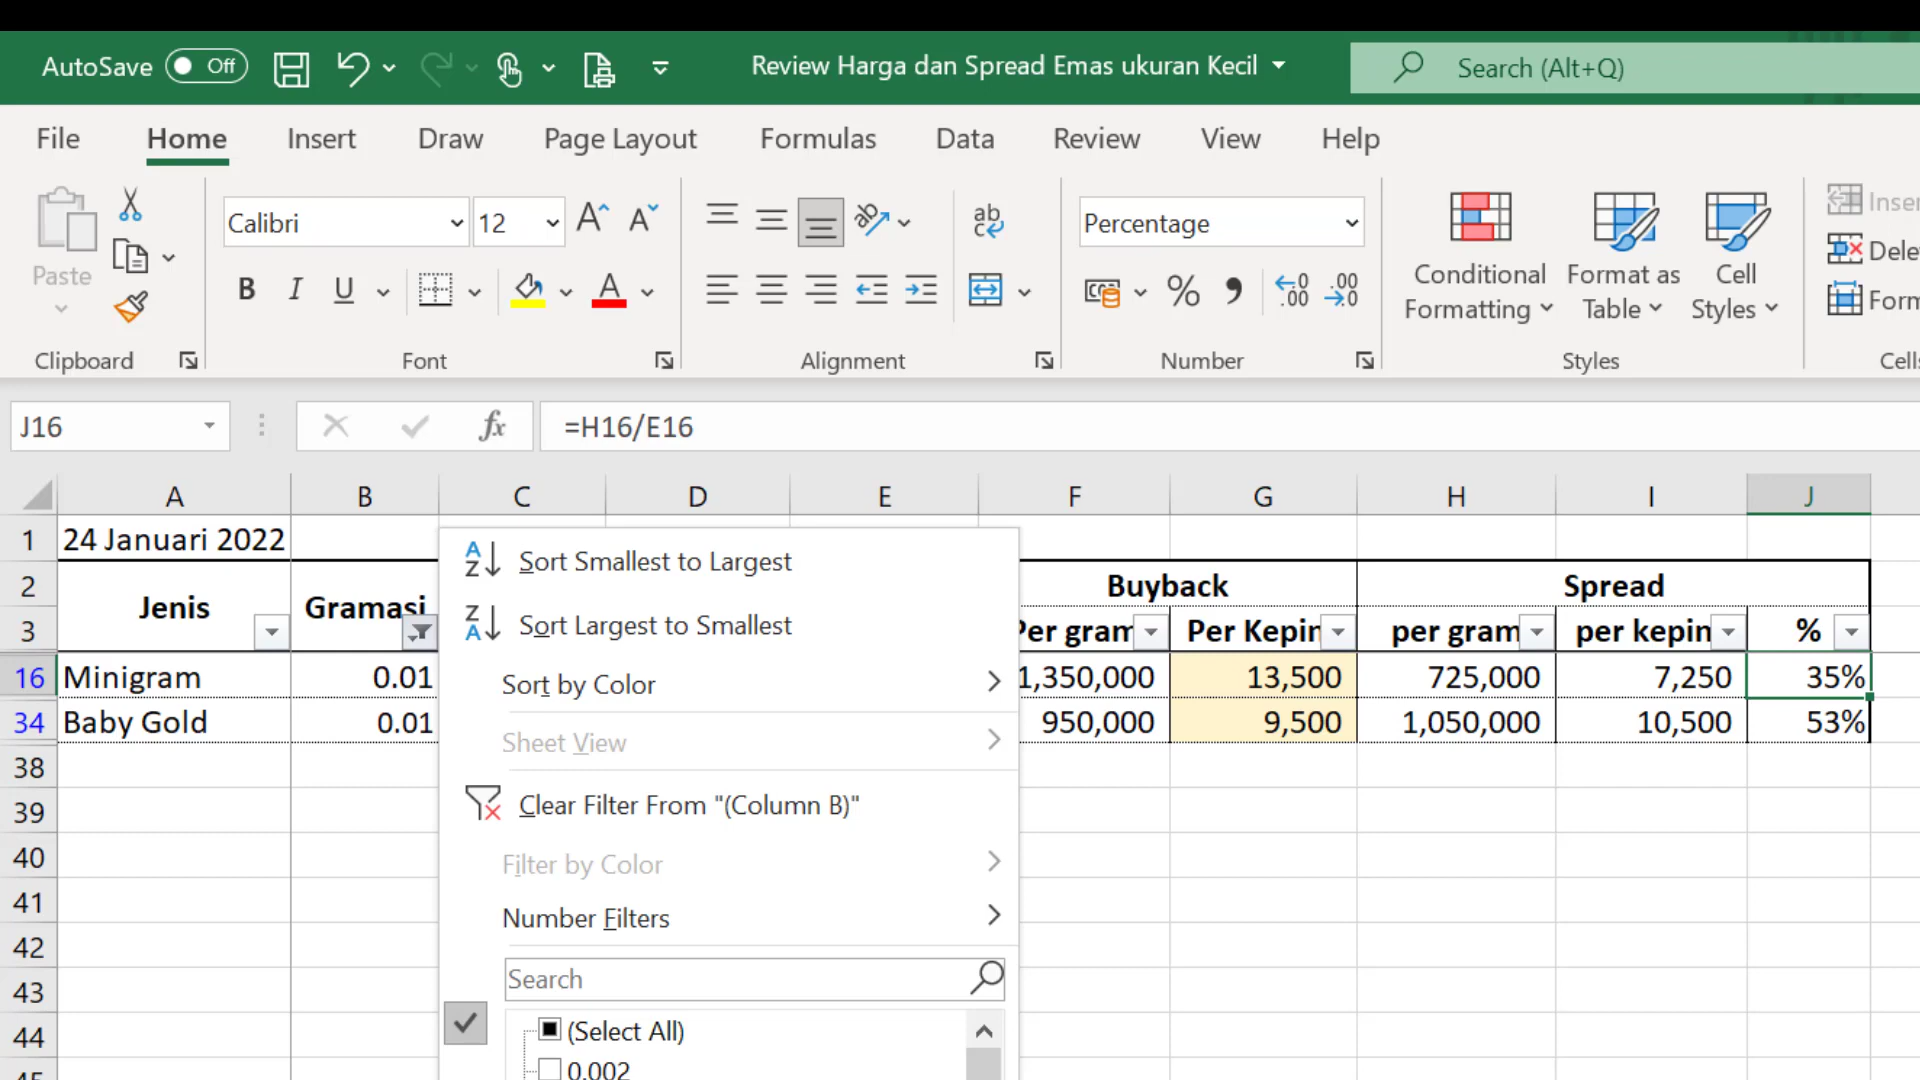 AutoSave Off Review Harga dan Spread Emas ukuran Kecil Search (Alt+Q)
File Home Insert Draw Page Layout Formulas Data Review View Help
Paste
Calibri 12
Percentage
B I U
Conditional Formatting
Format as Table
Cell Styles
Clipboard Font Alignment Number Styles
J16 fx =H16/E16
A B C D E F G H I J
1 24 Januari 2022
2 Jenis Gramasi Buyback Spread
3 Per gram Per Kepin per gram per kepin %
16 Minigram 0.01 1,350,000 13,500 725,000 7,250 35%
34 Baby Gold 0.01 950,000 9,500 1,050,000 10,500 53%
38
39
40
41
42
43
44
45
Sort Smallest to Largest
Sort Largest to Smallest
Sort by Color
Sheet View
Clear Filter From "(Column B)"
Filter by Color
Number Filters
Search
(Select All)
0.002